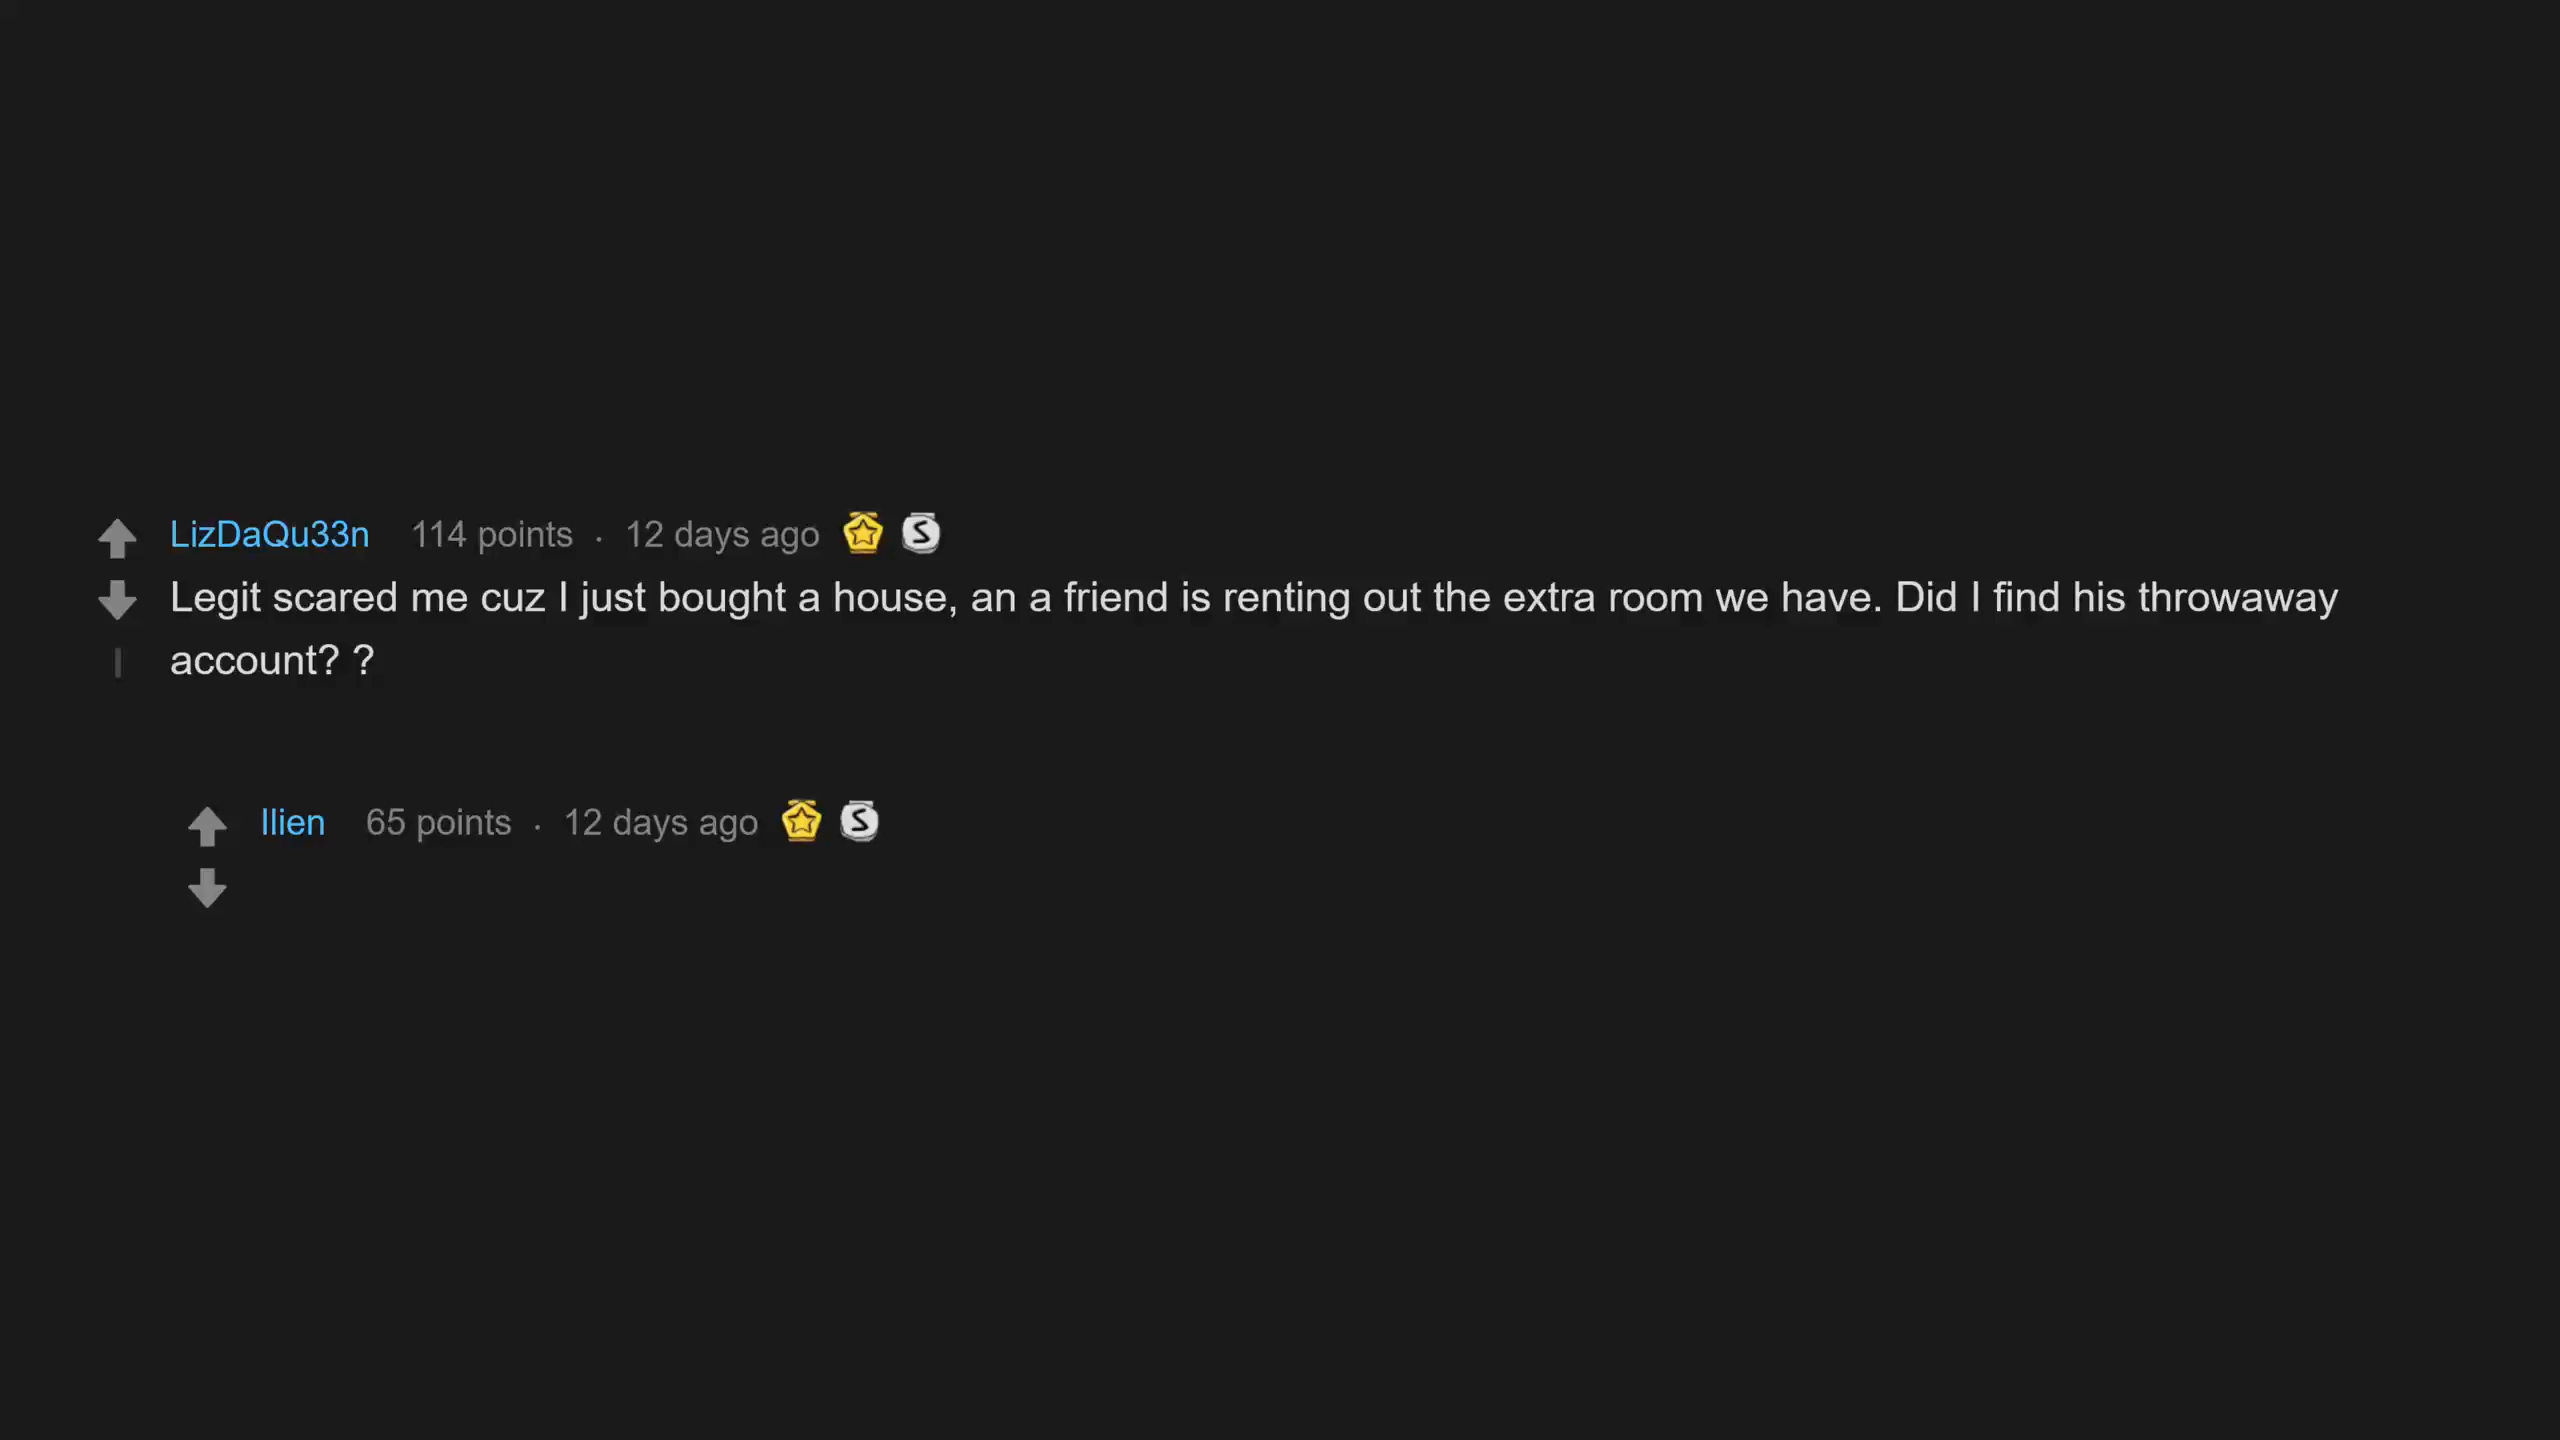 LizDaQu33n 114 points · 12 days ago S
Legit scared me cuz I just bought a house, an a friend is renting out the extra room we have. Did I find his throwaway
account? ?
Ilien 65 points · 12 days ago S